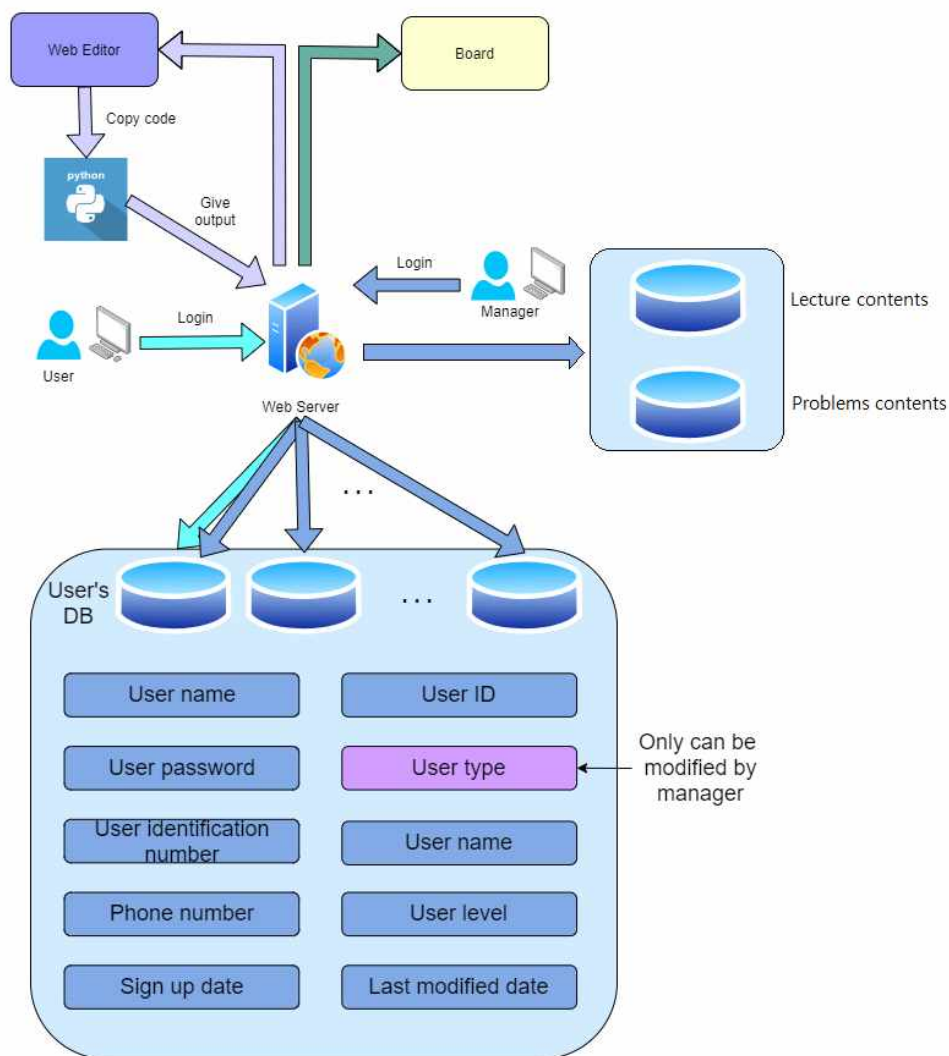 Web Editor
Board
Copy code
python
Give
output
Login
Manager
Lecture contents
Login
User
Problems contents
Web Server
. . .
User's
DB
. . .
User name
User ID
User password
User type
Only can be
modified by
manager
User identification
number
User name
Phone number
User level
Sign up date
Last modified date